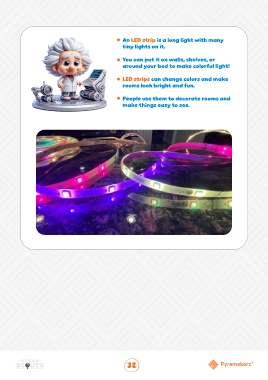 An LED strip is a long light with many
tiny lights on it.
You can put it on walls, shelves, or
around your bed to make colorful light!
LED strips can change colors and make
rooms look bright and fun.
People use them to decorate rooms and
make things easy to see.
32
Pyramakerz